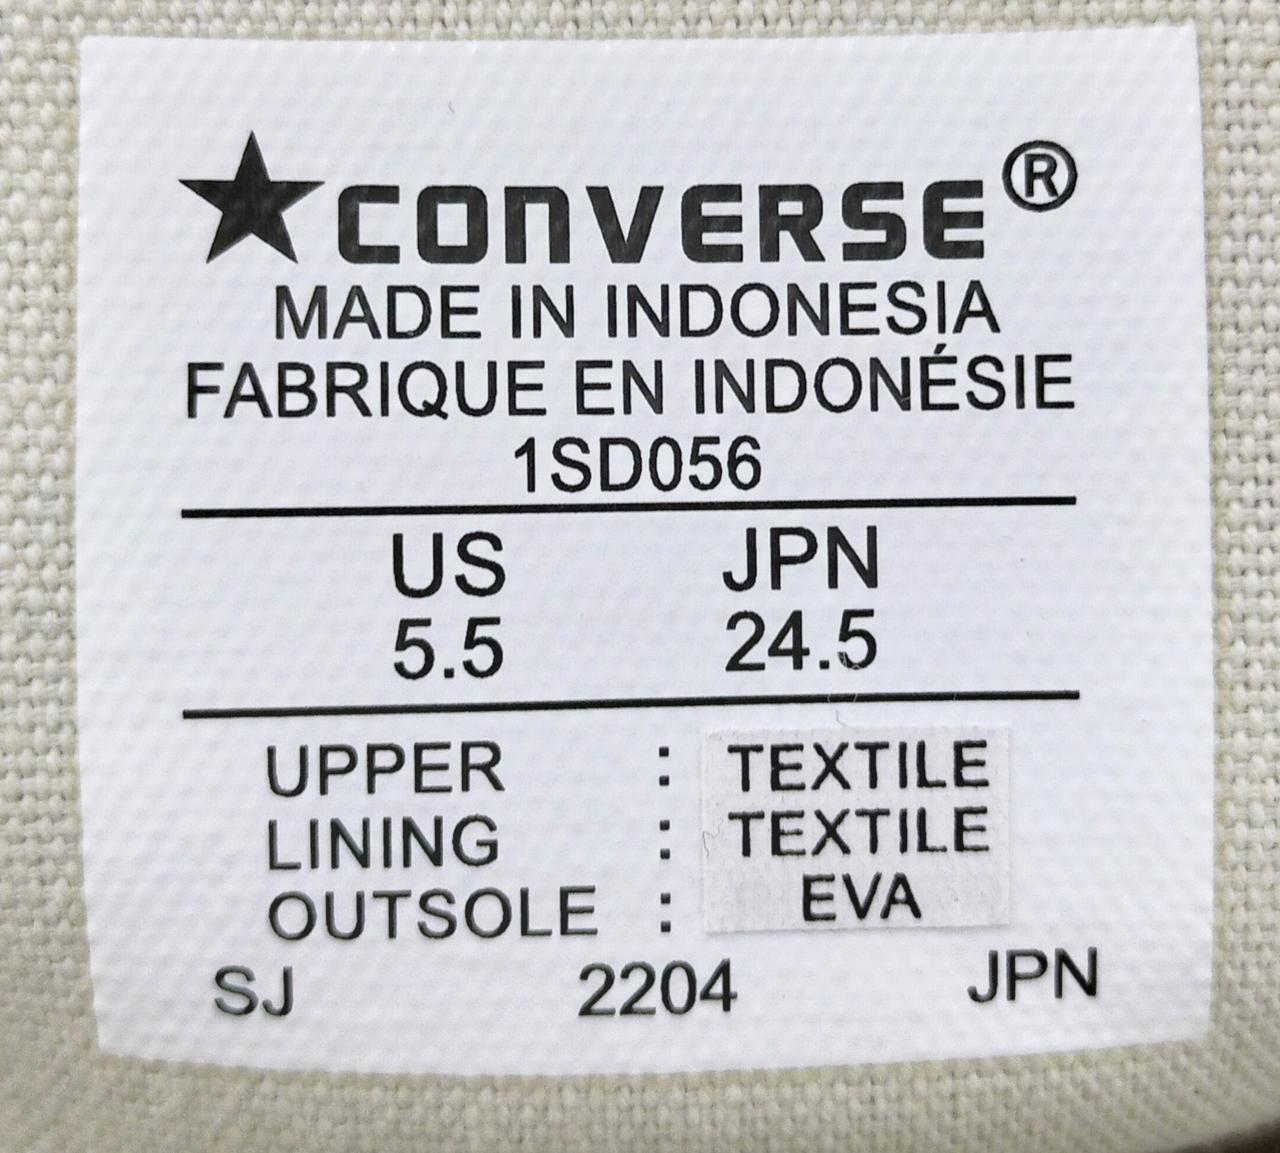 ★CONVERSE®
MADE IN INDONESIA
FABRIQUE EN INDONÉSIE
1SD056
US JPN
5.5 24.5
UPPER : TEXTILE
LINING : TEXTILE
OUTSOLE : EVA
SJ 2204 JPN